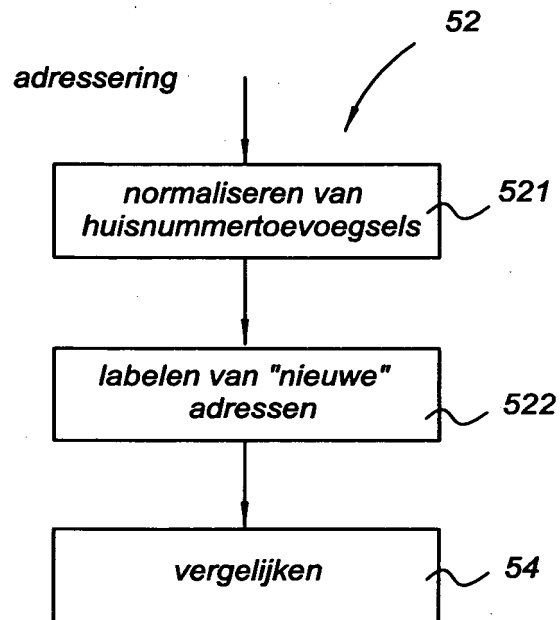 52
adressering
normaliseren van
huisnummertoevoegsels
521
labelen van "nieuwe"
adressen
522
vergelijken
54